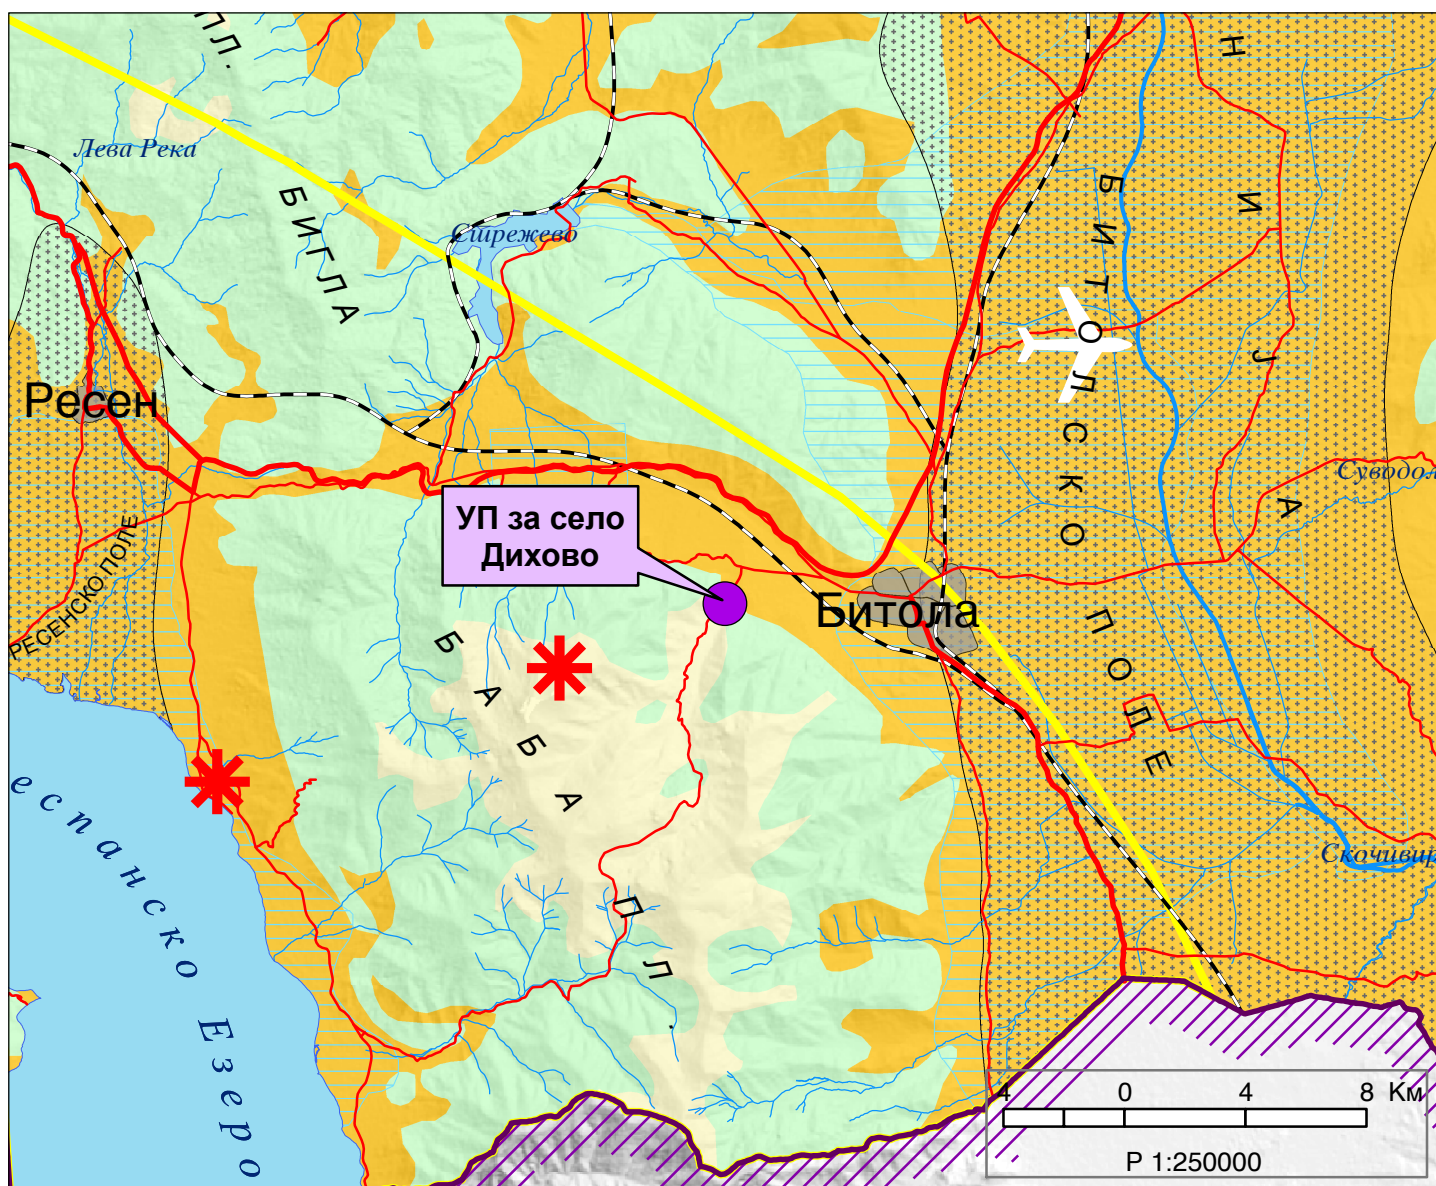 ПЛ.
Лева Река
БИГЛА
Стрежево
Ресен
РЕСЕНСКО ПОЛЕ
УП за село
Дихово
Битола
БАБА
ПЛ.
БИТОЛСКО ПОЛЕ
НИЈА
Суводол
Скочивир
еспанско
Езеро
4 0 4 8 Км
Р 1:250000